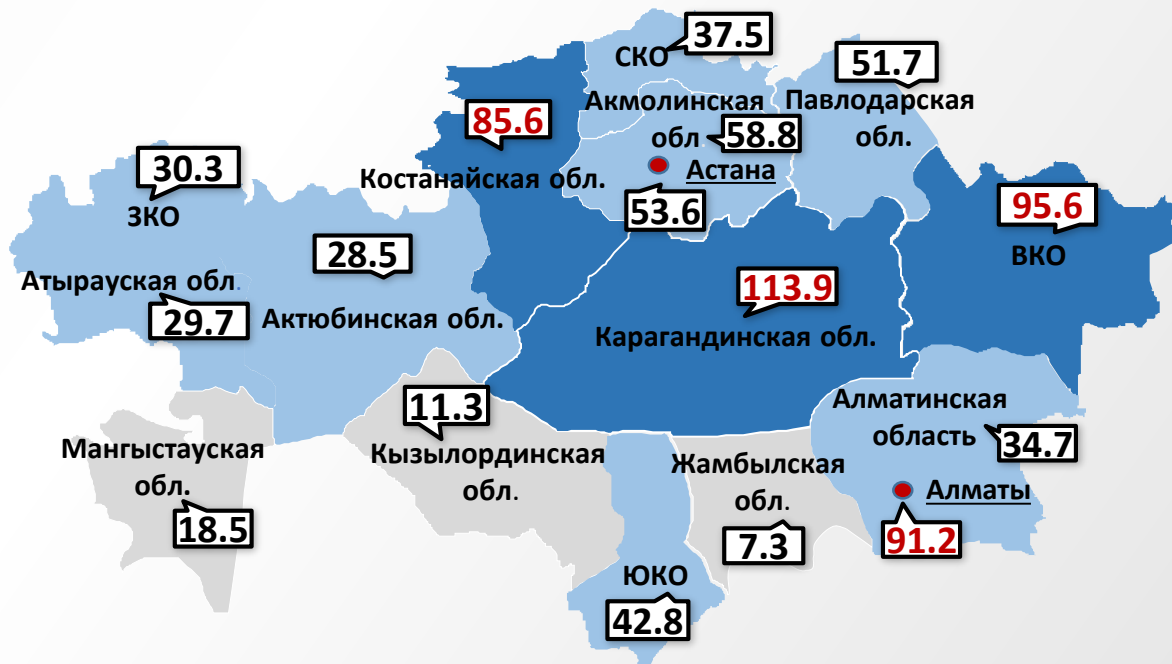 37.5
СКО
51.7
Акмолинская
обл.
58.8
Павлодарская
обл.
85.6
Костанайская обл.
Астана
53.6
30.3
ЗКО
95.6
ВКО
28.5
Атырауская обл.
29.7
Актюбинская обл.
113.9
Карагандинская обл.
11.3
Кызылординская
обл.
Алматинская
область
34.7
Мангыстауская
обл.
18.5
Жамбылская
обл.
7.3
Алматы
91.2
ЮКО
42.8